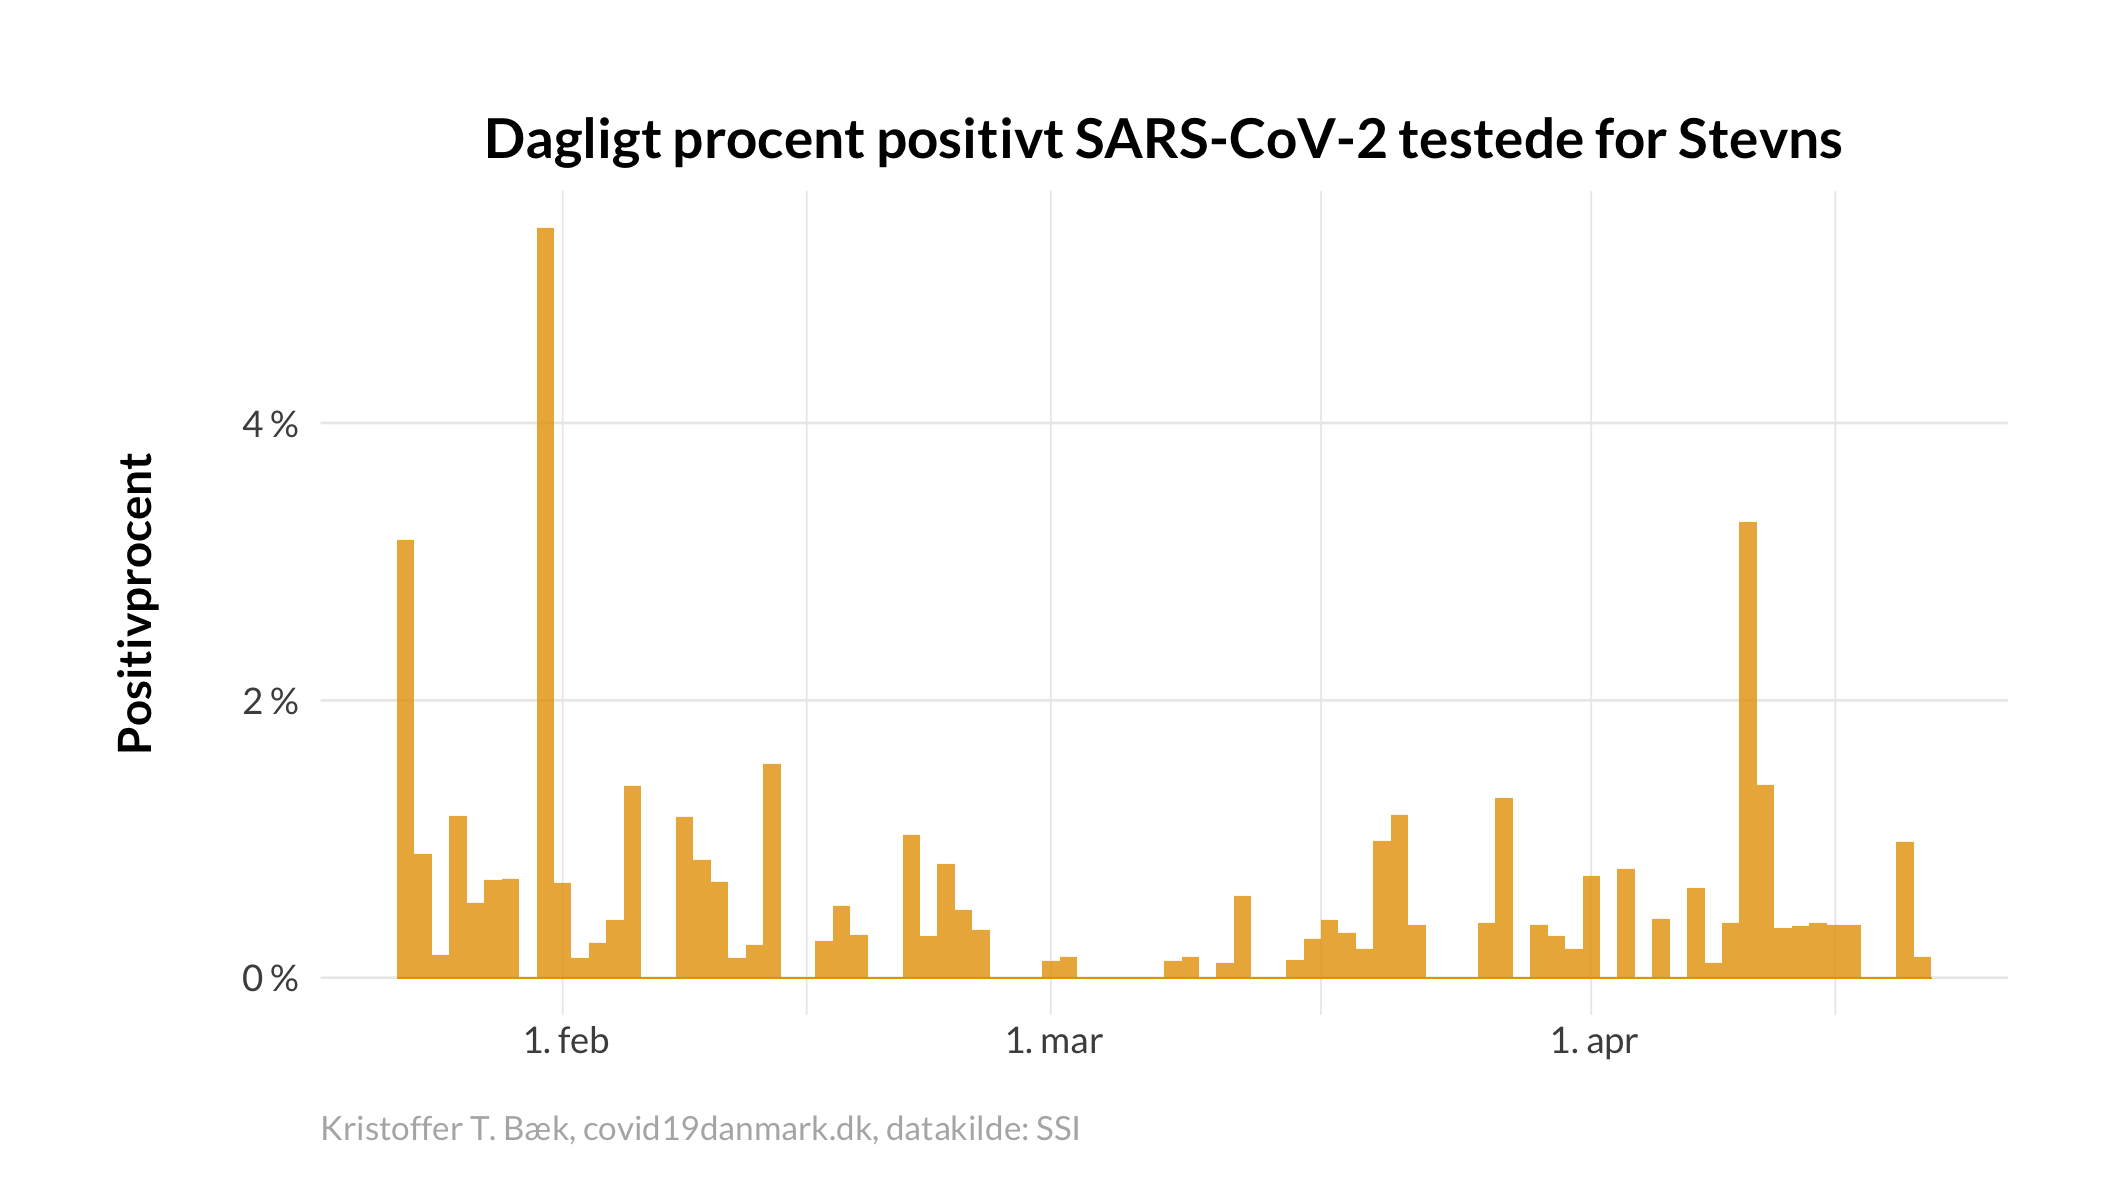 Dagligt procent positivt SARS-CoV-2 testede for Stevns
Positivprocent
4 %
2 %
0 %
1. feb
1. mar
1. apr
Kristoffer T. Bæk, covid19danmark.dk, datakilde: SSI